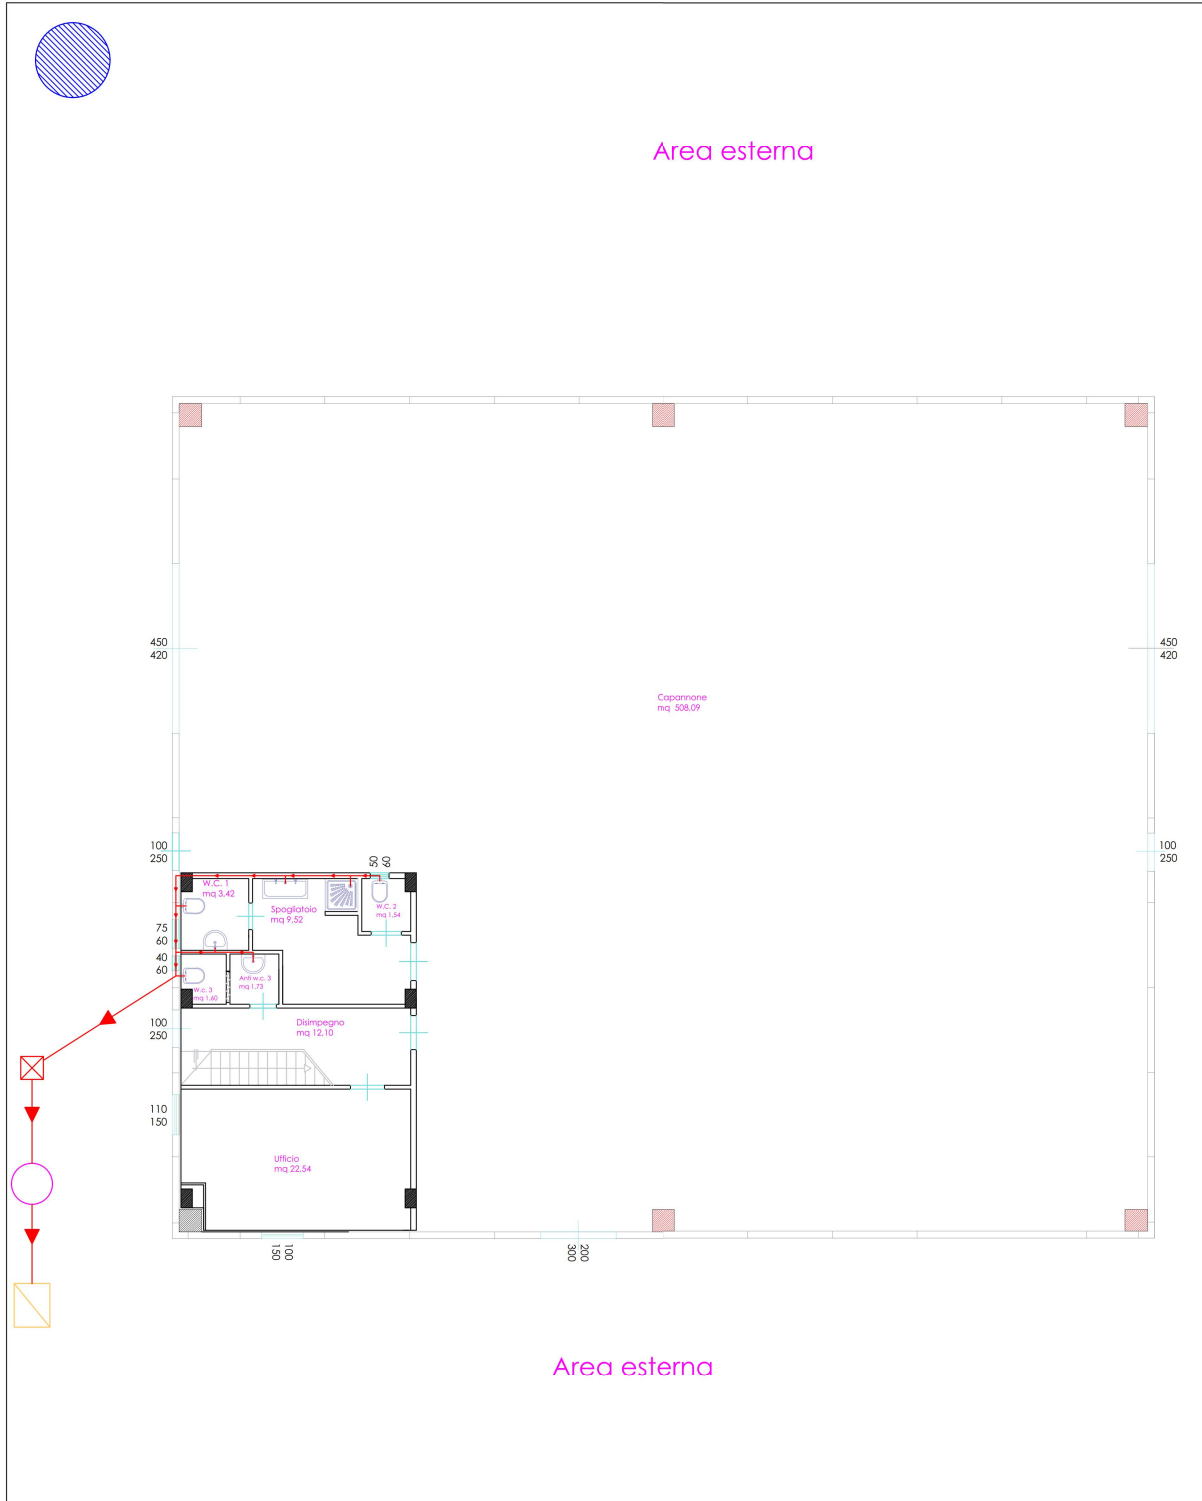 Area esterna
450
420
450
420
Capannone
mq 508,09
100
250
100
250
50
60
W.C. 1
mq 3,42
Spogliatoio
mq 9,52
W.C. 2
mq 1,54
75
60
40
60
Anti w.c. 3
mq 1,73
W.c. 3
mq 1,60
100
250
Disimpegno
mq 12,10
110
150
Ufficio
mq 22,54
100
150
200
300
Area esterna